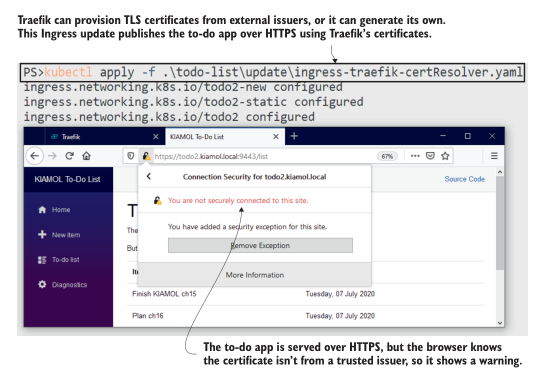 Traefik can provision TLS certificates from external issuers, or it can generate its own.
This Ingress update publishes the to-do app over HTTPS using Traefik's certificates.
PS>kubectl apply -f .\todo-list\update\ingress-traefik-certResolver.yaml
ingress.networking.k8s.io/todo2-new configured
ingress.networking.k8s.io/todo2-static configured
ingress.networking.k8s.io/todo2 configured
Traefik
KIAMOL To-Do List
https://todo2.kiamol.local:9443/list
67%
KIAMOL To-Do List
Connection Security for todo2.kiamol.local
Source Code
You are not securely connected to this site.
Home
T
You have added a security exception for this site.
New item
The
Remove Exception
But
To-do list
More Information
Ite
Diagnostics
Finish KIAMOL ch15 Tuesday, 07 July 2020
Plan ch16 Tuesday, 07 July 2020
The to-do app is served over HTTPS, but the browser knows
the certificate isn't from a trusted issuer, so it shows a warning.